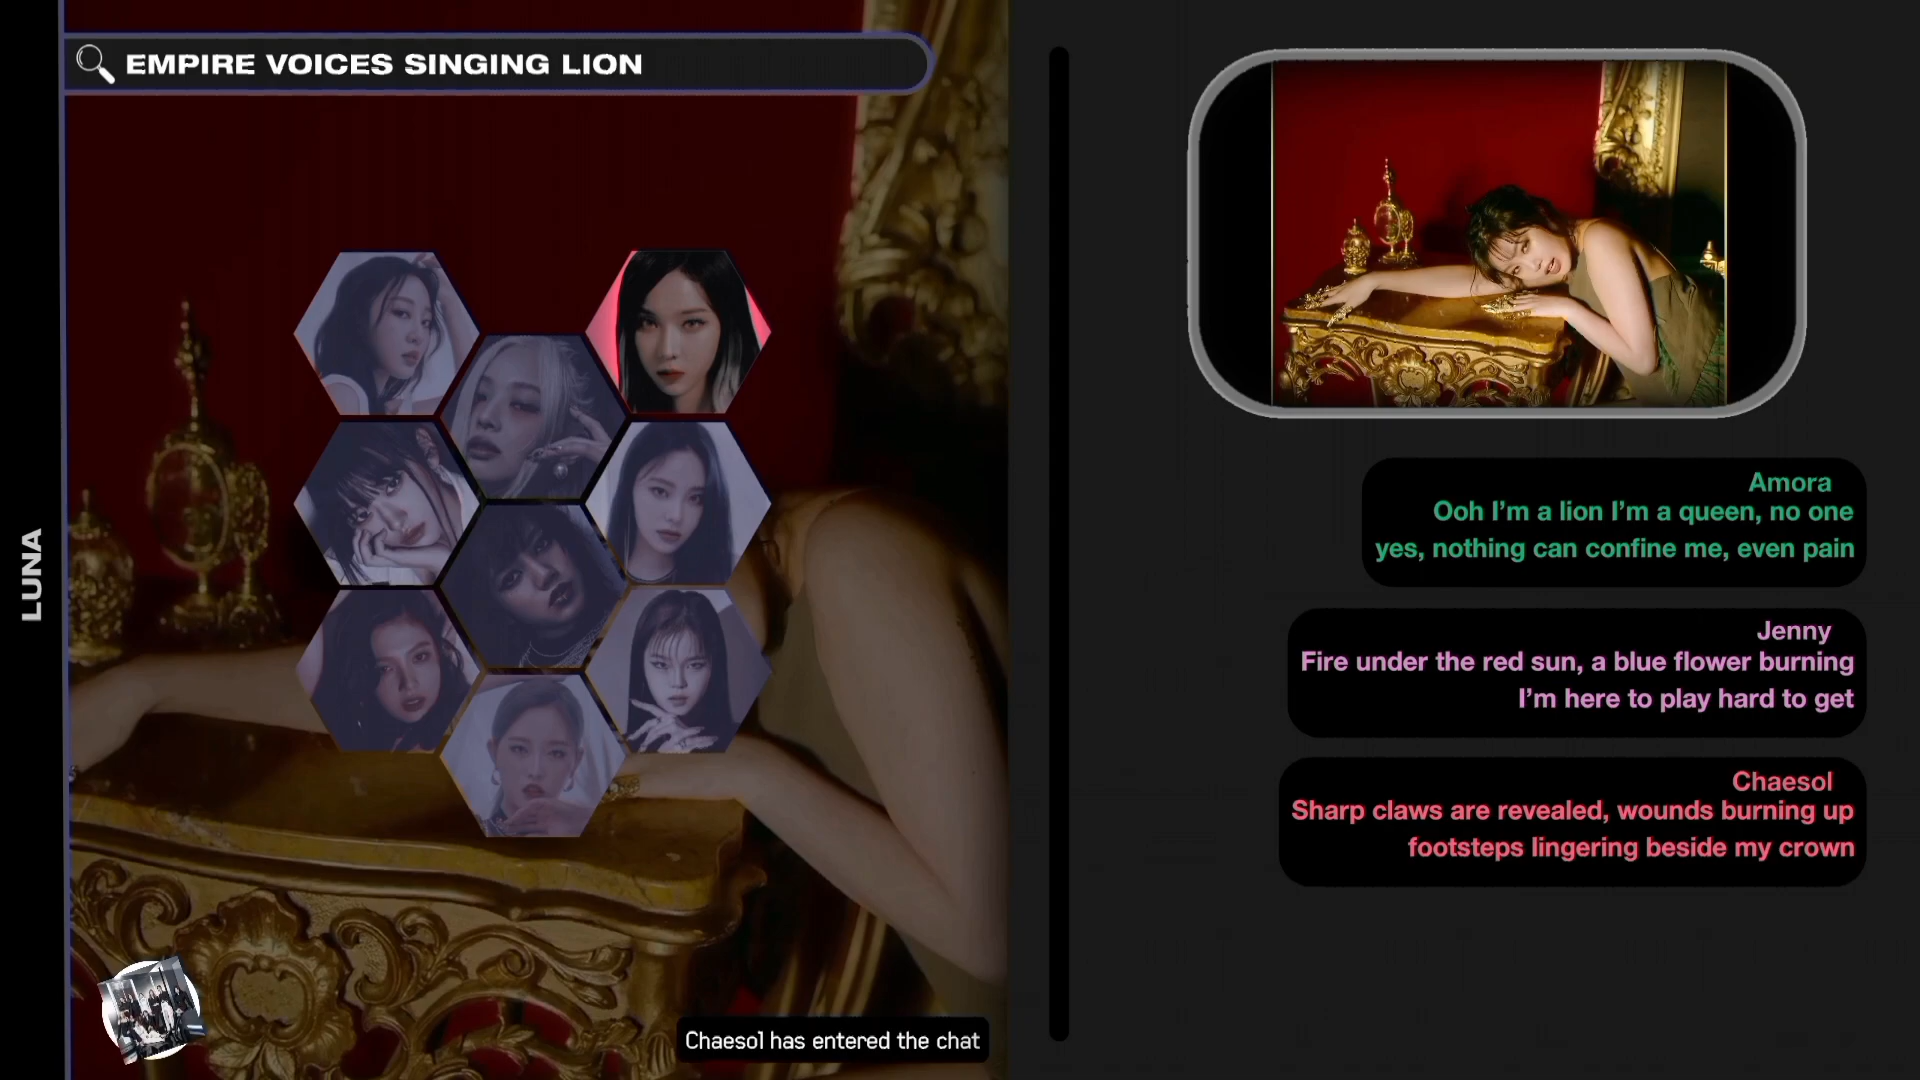 EMPIRE VOICES SINGING LION
LUNA
Amora
Ooh I’m a lion I’m a queen, no one
yes, nothing can confine me, even pain
Jenny
Fire under the red sun, a blue flower burning
I’m here to play hard to get
Chaesol
Sharp claws are revealed, wounds burning up
footsteps lingering beside my crown
Chaesol has entered the chat